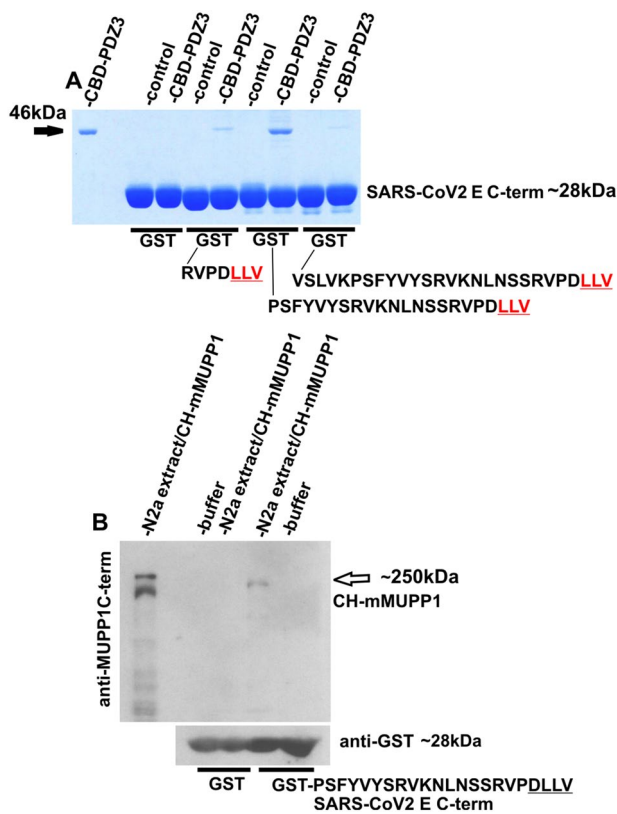 A
-CBD-PDZ3
-control
-CBD-PDZ3
-control
-CBD-PDZ3
-control
-CBD-PDZ3
-control
-CBD-PDZ3
46kDa
SARS-CoV2 E C-term ~28kDa
GST GST GST GST
RVPDLLV
VSLVKPSFYVYSRVKNLNSSRVPDLLV
PSFYVYSRVKNLNSSRVPDLLV
B
-N2a extract/CH-mMUPP1
-buffer
-N2a extract/CH-mMUPP1
-N2a extract/CH-mMUPP1
-buffer
anti-MUPP1C-term
~250kDa
CH-mMUPP1
anti-GST ~28kDa
GST GST-PSFYVYSRVKNLNSSRVPDLLV
SARS-CoV2 E C-term